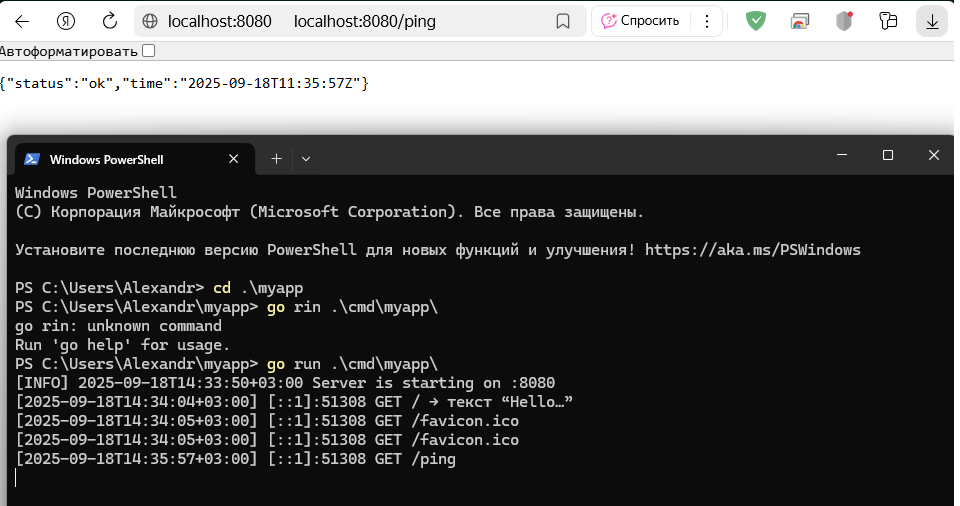 localhost:8080 localhost:8080/ping Спросить
Автоформатировать
{"status":"ok","time":"2025-09-18T11:35:57Z"}
Windows PowerShell
Windows PowerShell
(C) Корпорация Майкрософт (Microsoft Corporation). Все права защищены.
Установите последнюю версию PowerShell для новых функций и улучшения! https://aka.ms/PSWindows
PS C:\Users\Alexandr> cd .\myapp
PS C:\Users\Alexandr\myapp> go rin .\cmd\myapp\
go rin: unknown command
Run 'go help' for usage.
PS C:\Users\Alexandr\myapp> go run .\cmd\myapp\
[INFO] 2025-09-18T14:33:50+03:00 Server is starting on :8080
[2025-09-18T14:34:04+03:00] [::1]:51308 GET / → текст “Hello…”
[2025-09-18T14:34:05+03:00] [::1]:51308 GET /favicon.ico
[2025-09-18T14:34:05+03:00] [::1]:51308 GET /favicon.ico
[2025-09-18T14:35:57+03:00] [::1]:51308 GET /ping